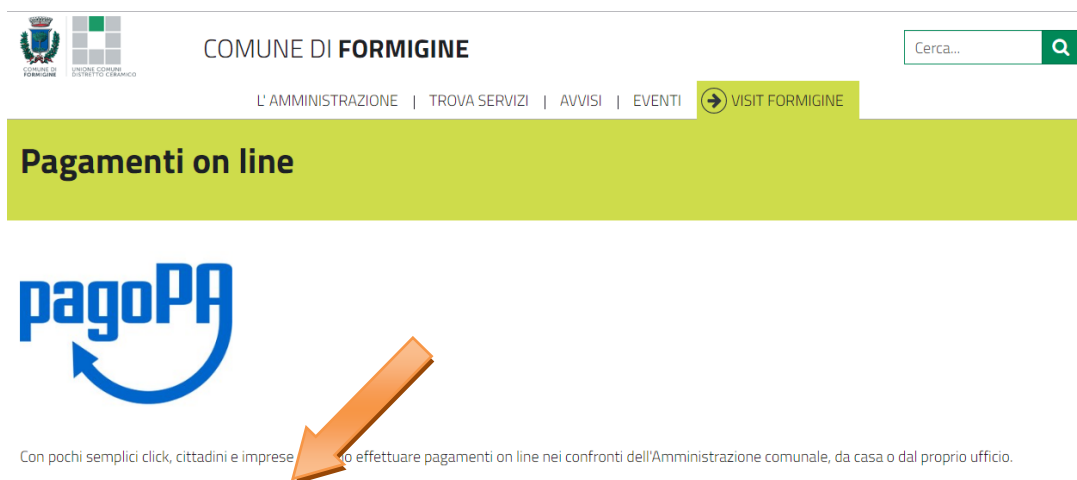 COMUNE DI FORMIGINE
Cerca...
COMUNE DI
FORMIGINE
UNIONE COMUNI
DISTRETTO CERAMICO
L' AMMINISTRAZIONE | TROVA SERVIZI | AVVISI | EVENTI VISIT FORMIGINE
Pagamenti on line
pagoPA
Con pochi semplici click, cittadini e imprese effettuare pagamenti on line nei confronti dell'Amministrazione comunale, da casa o dal proprio ufficio.